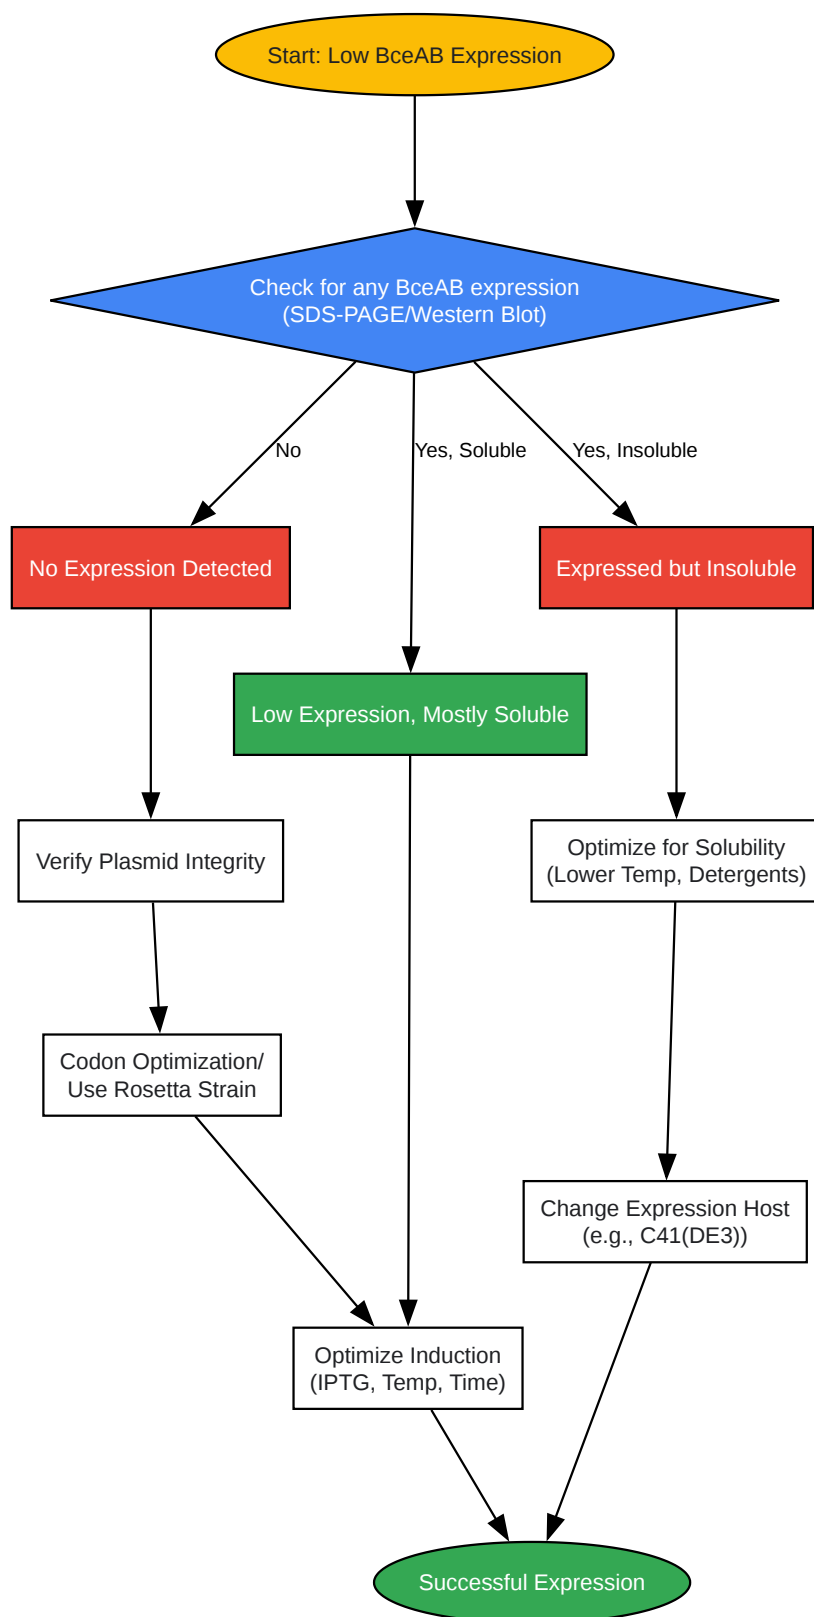 Start: Low BceAB Expression
Check for any BceAB expression
(SDS-PAGE/Western Blot)
No
Yes, Soluble
Yes, Insoluble
No Expression Detected
Expressed but Insoluble
Low Expression, Mostly Soluble
Verify Plasmid Integrity
Optimize for Solubility
(Lower Temp, Detergents)
Codon Optimization/
Use Rosetta Strain
Change Expression Host
(e.g., C41(DE3))
Optimize Induction
(IPTG, Temp, Time)
Successful Expression